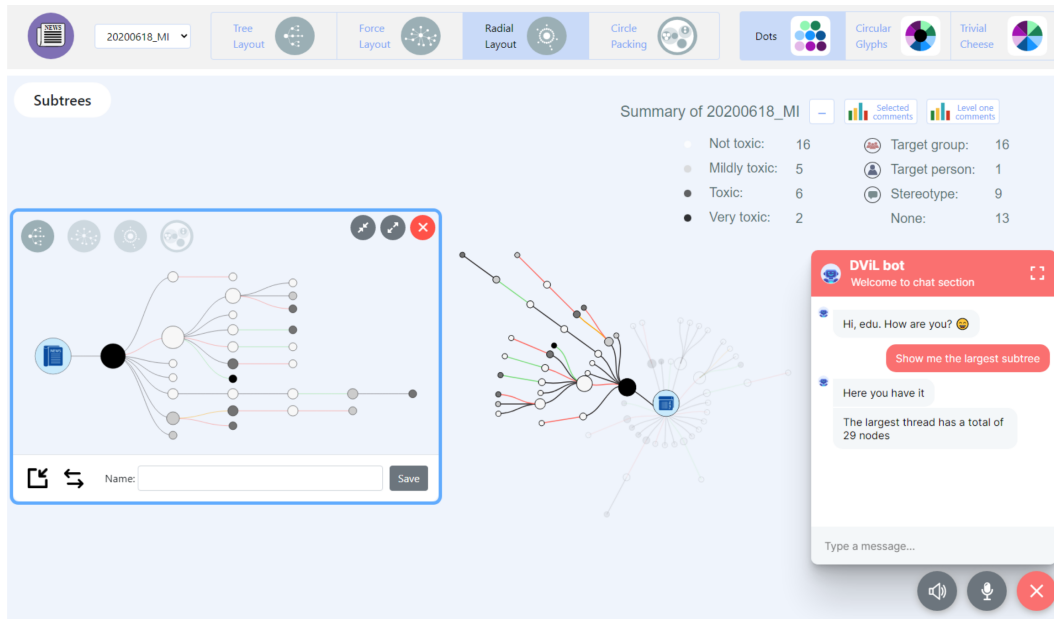 NEWS
20200618_MI
Tree
Layout
Force
Layout
Radial
Layout
Circle
Packing
Dots
Circular
Glyphs
Trivial
Cheese
Subtrees
Summary of 20200618_MI
–
Selected
comments
Level one
comments
Not toxic: 16
Target group: 16
Mildly toxic: 5
Target person: 1
Toxic: 6
Stereotype: 9
Very toxic: 2
None: 13
Name:
Save
DViL bot
Welcome to chat section
Hi, edu. How are you? 😄
Show me the largest subtree
Here you have it
The largest thread has a total of
29 nodes
Type a message...